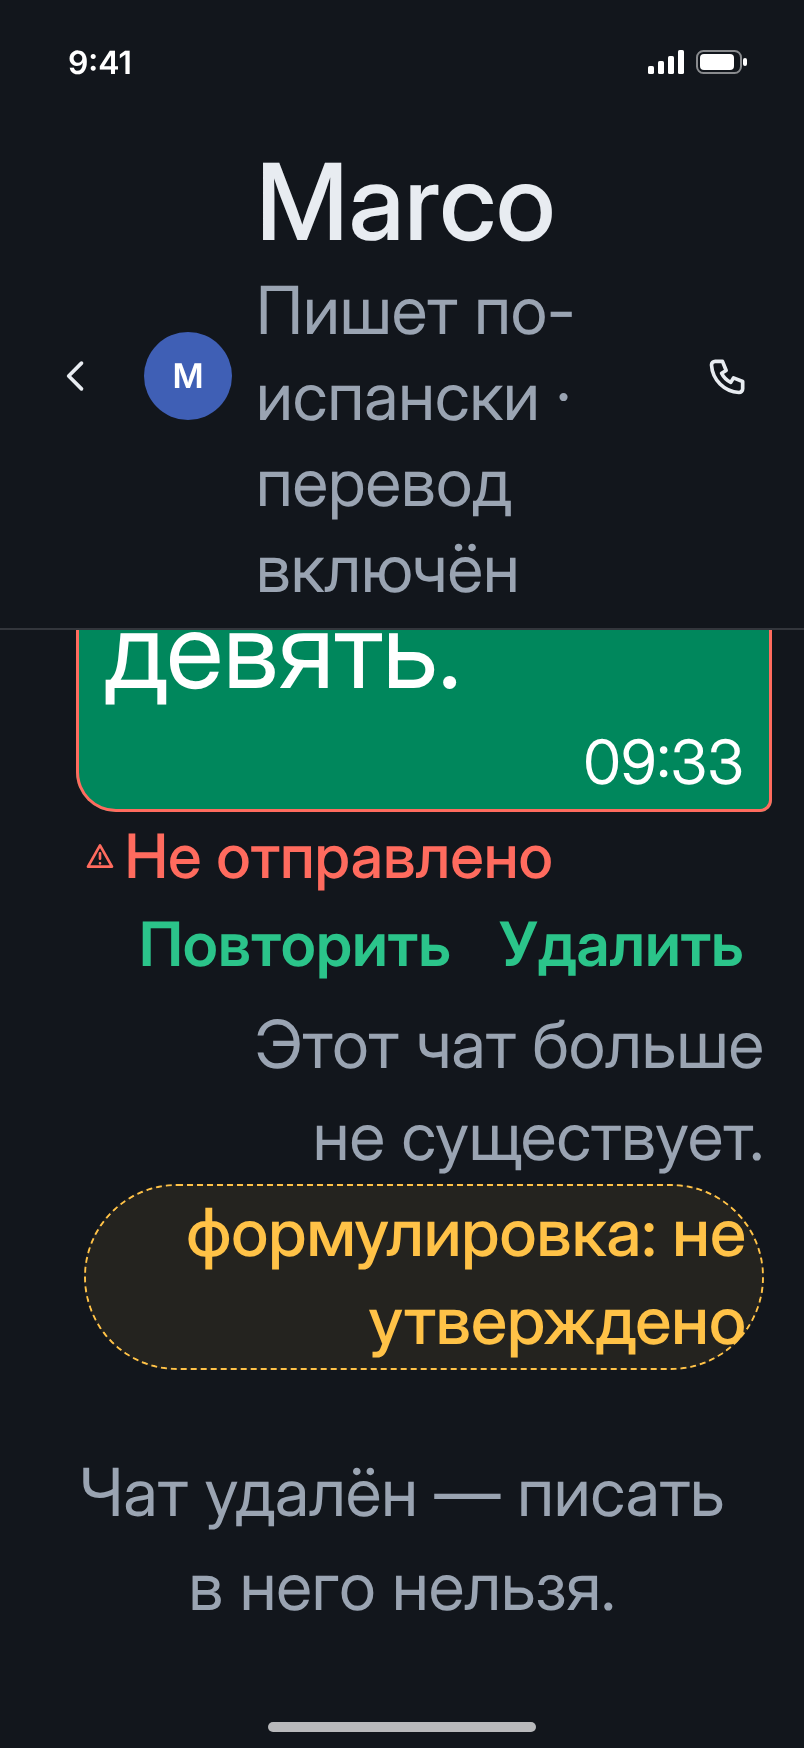 9:41
Marco
Пишет по-
испански ·
перевод
включён
M
девять.
09:33
Не отправлено
Повторить Удалить
Этот чат больше
не существует.
формулировка: не
утверждено
Чат удалён — писать
в него нельзя.